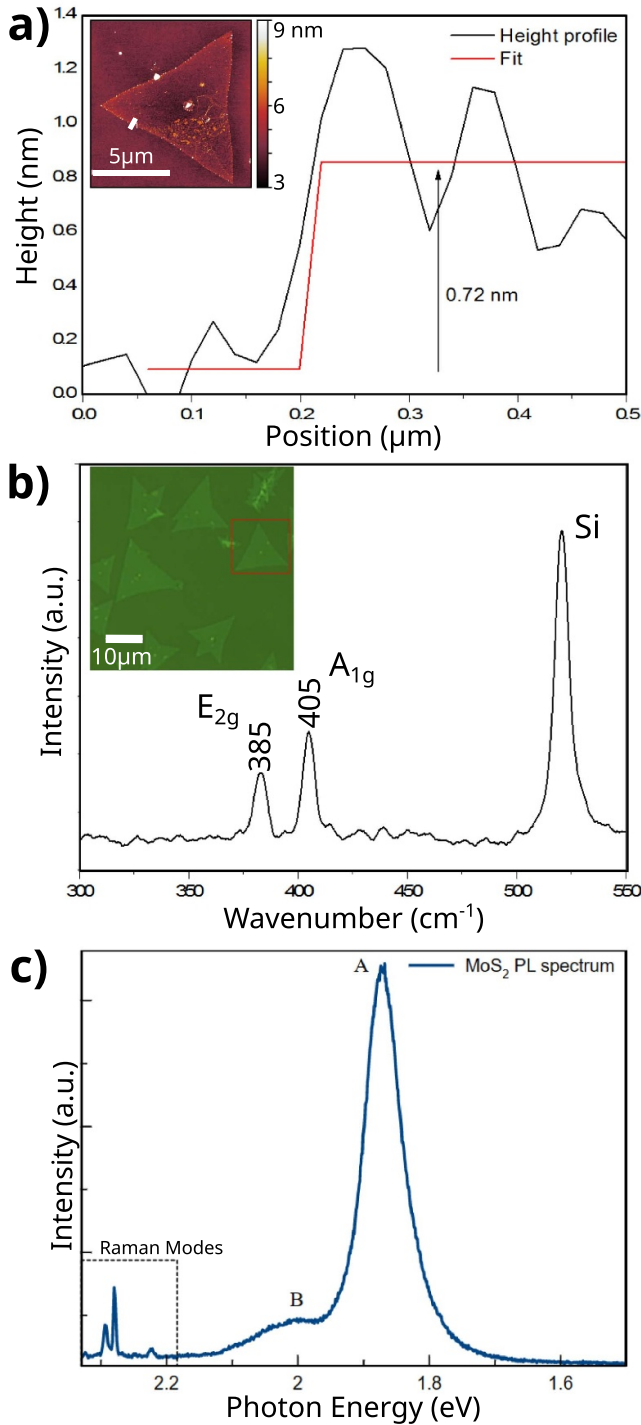 a)
1.4
1.2
1.0
0.8
0.6
0.4
0.2
0.0
Height (nm)
9 nm
6
3
5μm
Height profile
Fit
0.72 nm
0.0
0.1
0.2
0.3
0.4
0.5
Position (μm)
b)
Intensity (a.u.)
10μm
E2g
385
405
A1g
Si
300
350
400
450
500
550
Wavenumber (cm-1)
c)
Intensity (a.u.)
A
MoS2 PL spectrum
Raman Modes
B
2.2
2
1.8
1.6
Photon Energy (eV)